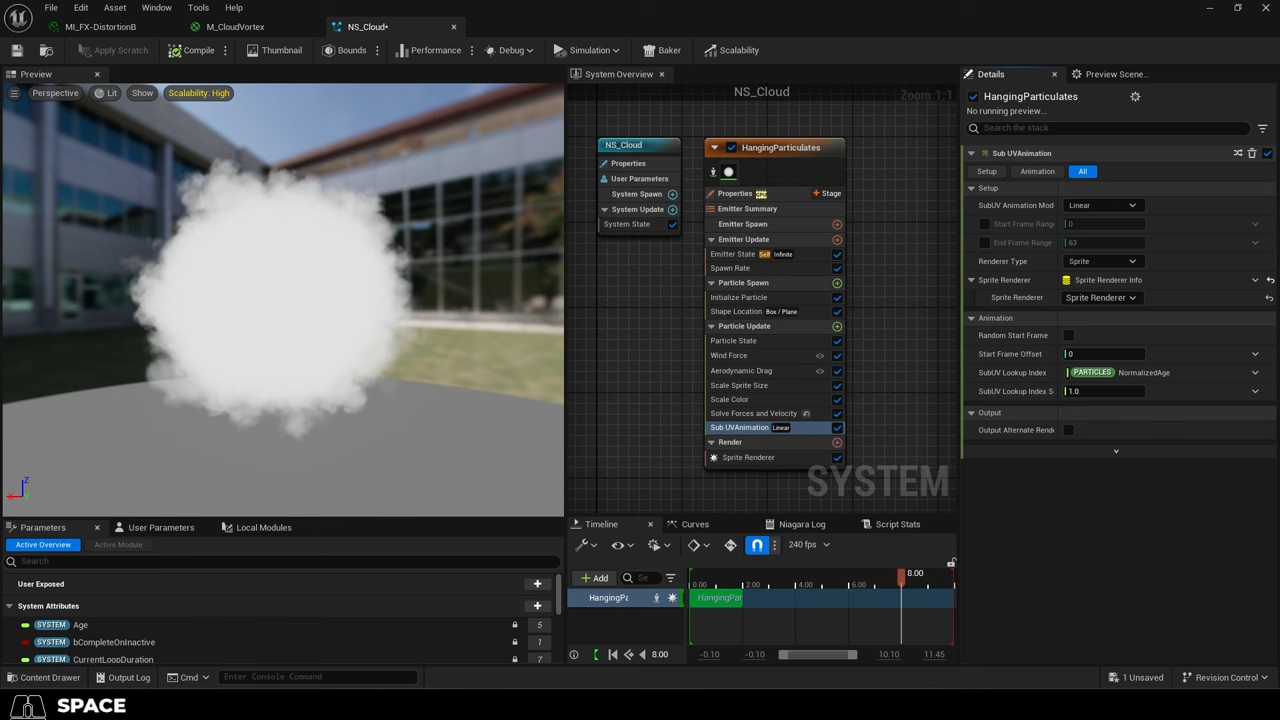 File Edit Asset Window Tools Help
MI_FX-DistortionB
M_CloudVortex
NS_Cloud•
Apply Scratch
Compile
Thumbnail
Bounds
Performance
Debug
Simulation
Baker
Scalability
Preview
Perspective
Lit
Show
Scalability: High
Z
Parameters
User Parameters
Local Modules
Active Overview
Active Module
Search
User Exposed
System Attributes
SYSTEM Age 5
SYSTEM bCompleteOnInactive 1
SYSTEM CurrentLoopDuration 7
System Overview
NS_Cloud
Zoom 1:1
NS_Cloud
Properties
User Parameters
System Spawn
System Update
System State
HangingParticulates
Properties GPU
Stage
Emitter Summary
Emitter Spawn
Emitter Update
Emitter State Self Infinite
Spawn Rate
Particle Spawn
Initialize Particle
Shape Location Box / Plane
Particle Update
Particle State
Wind Force
Aerodynamic Drag
Scale Sprite Size
Scale Color
Solve Forces and Velocity
Sub UVAnimation Linear
Render
Sprite Renderer
SYSTEM
Timeline
Curves
Niagara Log
Script Stats
240 fps
Add
Se
0.00 2.00 4.00 6.00 8.00
HangingPa
HangingPar
8.00
-0.10 -0.10 10.10 11.45
Details
Preview Scene...
HangingParticulates
No running preview...
Search the stack
Sub UVAnimation
Setup Animation All
Setup
SubUV Animation Mod Linear
Start Frame Rang 0
End Frame Range 63
Renderer Type Sprite
Sprite Renderer Sprite Renderer Info
Sprite Renderer Sprite Renderer
Animation
Random Start Frame
Start Frame Offset 0
SubUV Lookup Index PARTICLES NormalizedAge
SubUV Lookup Index S 1.0
Output
Output Alternate Rend
Content Drawer
Output Log
Cmd
Enter Console Command
1 Unsaved
Revision Control
SPACE